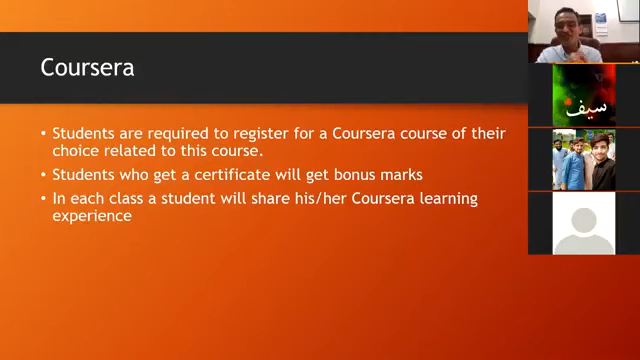 Coursera
• Students are required to register for a Coursera course of their
choice related to this course.
• Students who get a certificate will get bonus marks
• In each class a student will share his/her Coursera learning
experience
سيف